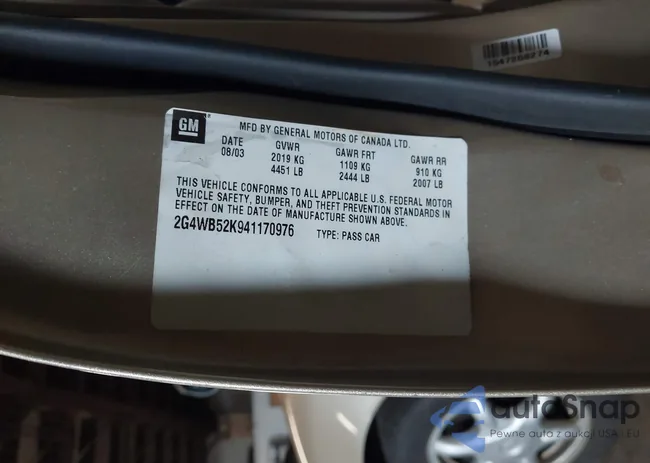 1547268274
GM
MFD BY GENERAL MOTORS OF CANADA LTD.
DATE GVWR GAWR FRT GAWR RR
08/03 2019 KG 1109 KG 910 KG
4451 LB 2444 LB 2007 LB
THIS VEHICLE CONFORMS TO ALL APPLICABLE U.S. FEDERAL MOTOR
VEHICLE SAFETY, BUMPER, AND THEFT PREVENTION STANDARDS IN
EFFECT ON THE DATE OF MANUFACTURE SHOWN ABOVE.
2G4WB52K941170976 TYPE: PASS CAR
autoSnap
Pewne auto z aukcji USA i EU